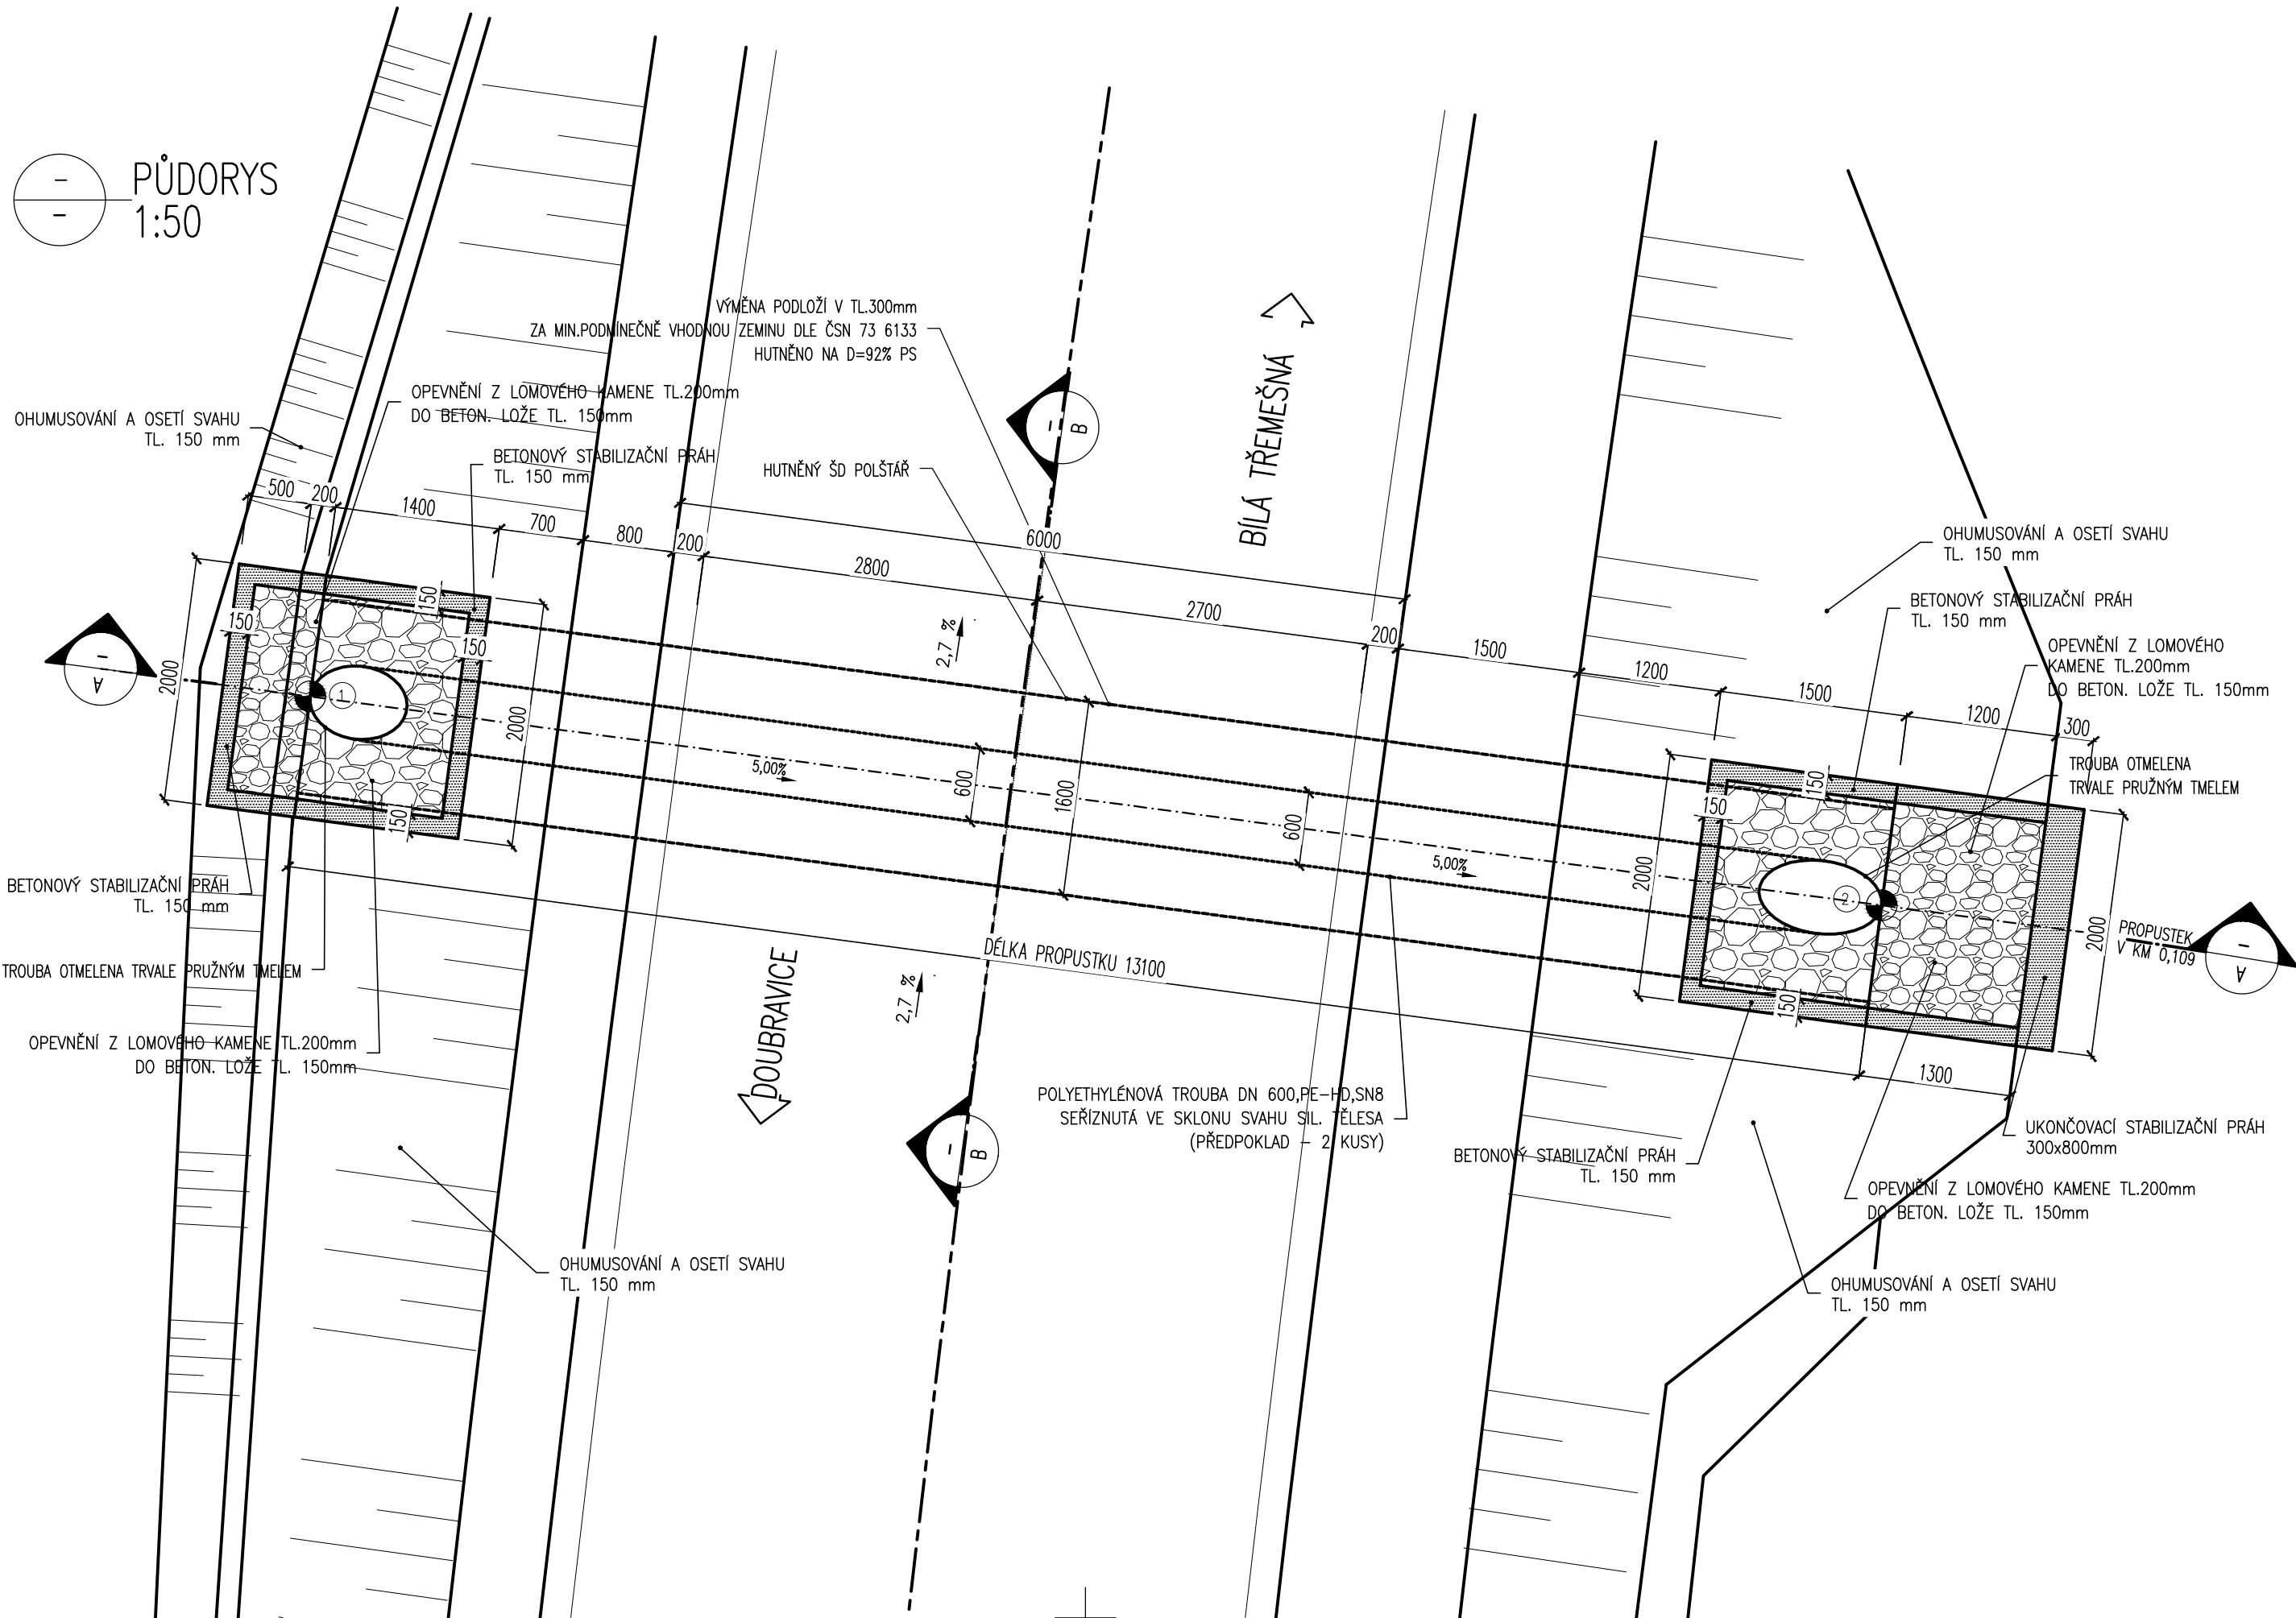 PŮDORYS
1:50
VÝMĚNA PODLOŽÍ V TL.300mm
ZA MIN.PODMÍNEČNĚ VHODNOU ZEMINU DLE ČSN 73 6133
HUTNĚNO NA D=92% PS
OPEVNĚNÍ Z LOMOVÉHO KAMENE TL.200mm
DO BETON. LOŽE TL. 150mm
OHUMUSOVÁNÍ A OSETÍ SVAHU
TL. 150 mm
BETONOVÝ STABILIZAČNÍ PRÁH
TL. 150 mm
HUTNĚNÝ ŠD POLŠTÁŘ
BÍLÁ TŘEMEŠNÁ
B
500
200
1400
700
800
200
2800
6000
2700
200
1500
1200
1500
1200
300
OHUMUSOVÁNÍ A OSETÍ SVAHU
TL. 150 mm
BETONOVÝ STABILIZAČNÍ PRÁH
TL. 150 mm
OPEVNĚNÍ Z LOMOVÉHO
KAMENE TL.200mm
DO BETON. LOŽE TL. 150mm
TROUBA OTMELENA
TRVALE PRUŽNÝM TMELEM
A
2000
150
150
150
150
2000
1
2,7 %
5,00%
600
1600
600
5,00%
2000
150
150
150
2
2000
PROPUSTEK
V KM 0,109
A
BETONOVÝ STABILIZAČNÍ PRÁH
TL. 150 mm
TROUBA OTMELENA TRVALE PRUŽNÝM TMELEM
OPEVNĚNÍ Z LOMOVÉHO KAMENE TL.200mm
DO BETON. LOŽE TL. 150mm
DÉLKA PROPUSTKU 13100
1300
2,7 %
DOUBRAVICE
B
POLYETHYLÉNOVÁ TROUBA DN 600,PE-HD,SN8
SEŘÍZNUTÁ VE SKLONU SVAHU SIL. TĚLESA
(PŘEDPOKLAD - 2 KUSY)
BETONOVÝ STABILIZAČNÍ PRÁH
TL. 150 mm
UKONČOVACÍ STABILIZAČNÍ PRÁH
300x800mm
OPEVNĚNÍ Z LOMOVÉHO KAMENE TL.200mm
DO BETON. LOŽE TL. 150mm
OHUMUSOVÁNÍ A OSETÍ SVAHU
TL. 150 mm
OHUMUSOVÁNÍ A OSETÍ SVAHU
TL. 150 mm